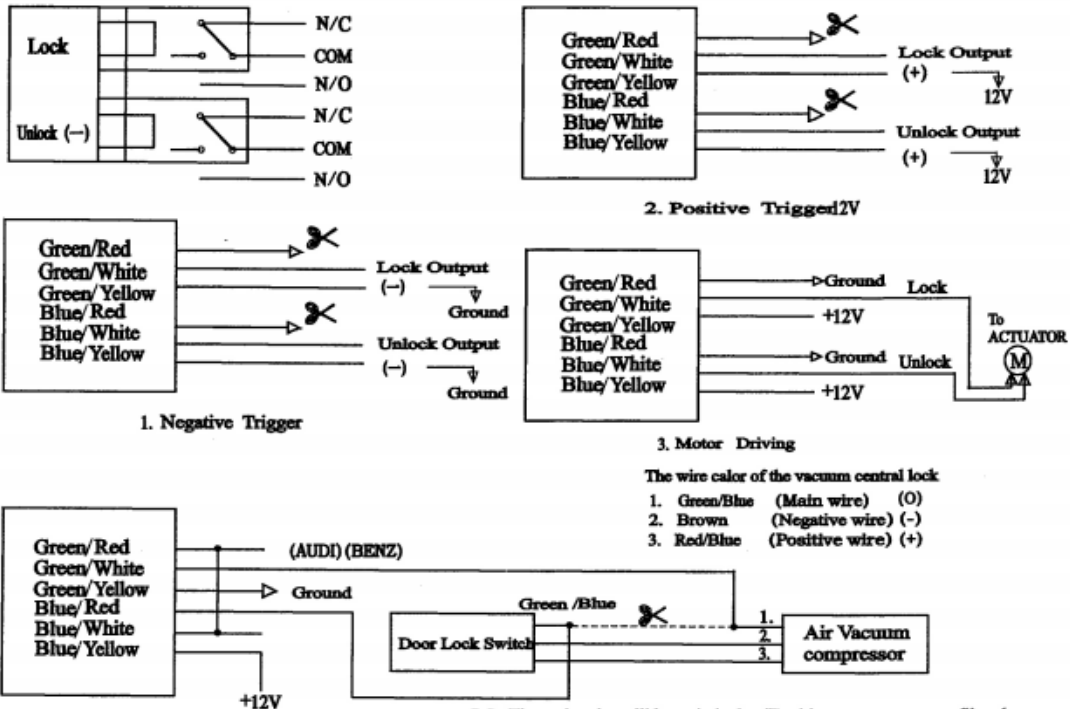 Lock
Unlock (—)
N/C
COM
N/O
N/C
COM
N/O
Green/Red
Green/White
Green/Yellow
Blue/Red
Blue/White
Blue/Yellow
Lock Output
(+)
12V
Unlock Output
(+)
12V
2. Positive Trigger12V
Green/Red
Green/White
Green/Yellow
Blue/Red
Blue/White
Blue/Yellow
Lock Output
(—)
Ground
Unlock Output
(—)
Ground
1. Negative Trigger
Green/Red
Green/White
Green/Yellow
Blue/Red
Blue/White
Blue/Yellow
Ground
Lock
+12V
Ground
Unlock
+12V
To
ACTUATOR
M
3. Motor Driving
The wire calor of the vacuum central lock
1. Green/Blue (Main wire) (O)
2. Brown (Negative wire) (-)
3. Red/Blue (Positive wire) (+)
Green/Red
Green/White
Green/Yellow
Blue/Red
Blue/White
Blue/Yellow
(AUDI) (BENZ)
Ground
+12V
Green /Blue
Door Lock Switch
1.
2.
3.
Air Vacuum
compressor